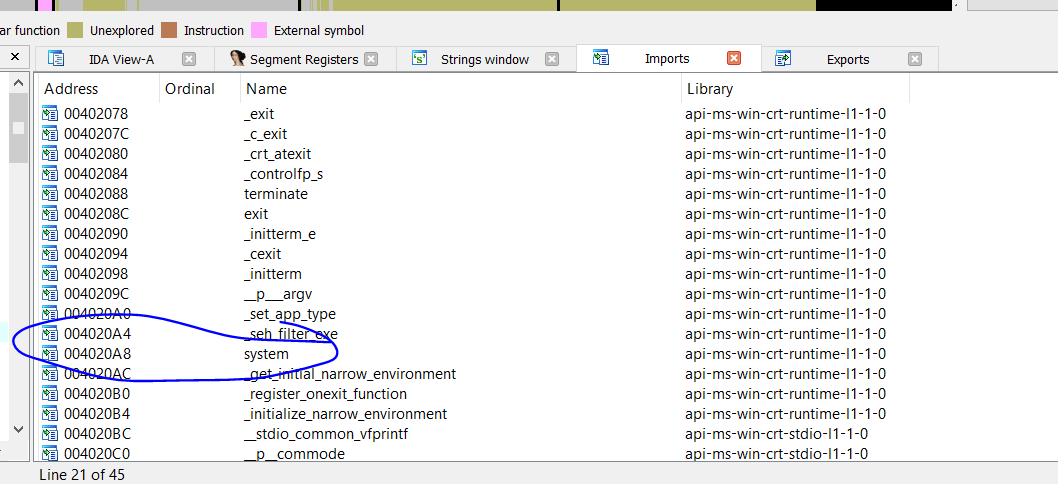 ar function Unexplored Instruction External symbol
IDA View-A Segment Registers Strings window Imports Exports
Address Ordinal Name Library
00402078 _exit api-ms-win-crt-runtime-l1-1-0
0040207C _c_exit api-ms-win-crt-runtime-l1-1-0
00402080 _crt_atexit api-ms-win-crt-runtime-l1-1-0
00402084 _controlfp_s api-ms-win-crt-runtime-l1-1-0
00402088 terminate api-ms-win-crt-runtime-l1-1-0
0040208C exit api-ms-win-crt-runtime-l1-1-0
00402090 _initterm_e api-ms-win-crt-runtime-l1-1-0
00402094 _cexit api-ms-win-crt-runtime-l1-1-0
00402098 _initterm api-ms-win-crt-runtime-l1-1-0
0040209C __p___argv api-ms-win-crt-runtime-l1-1-0
004020A0 _set_app_type api-ms-win-crt-runtime-l1-1-0
004020A4 _seh_filter_exe api-ms-win-crt-runtime-l1-1-0
004020A8 system api-ms-win-crt-runtime-l1-1-0
004020AC _get_initial_narrow_environment api-ms-win-crt-runtime-l1-1-0
004020B0 _register_onexit_function api-ms-win-crt-runtime-l1-1-0
004020B4 _initialize_narrow_environment api-ms-win-crt-runtime-l1-1-0
004020BC __stdio_common_vfprintf api-ms-win-crt-stdio-l1-1-0
004020C0 __p__commode api-ms-win-crt-stdio-l1-1-0
Line 21 of 45